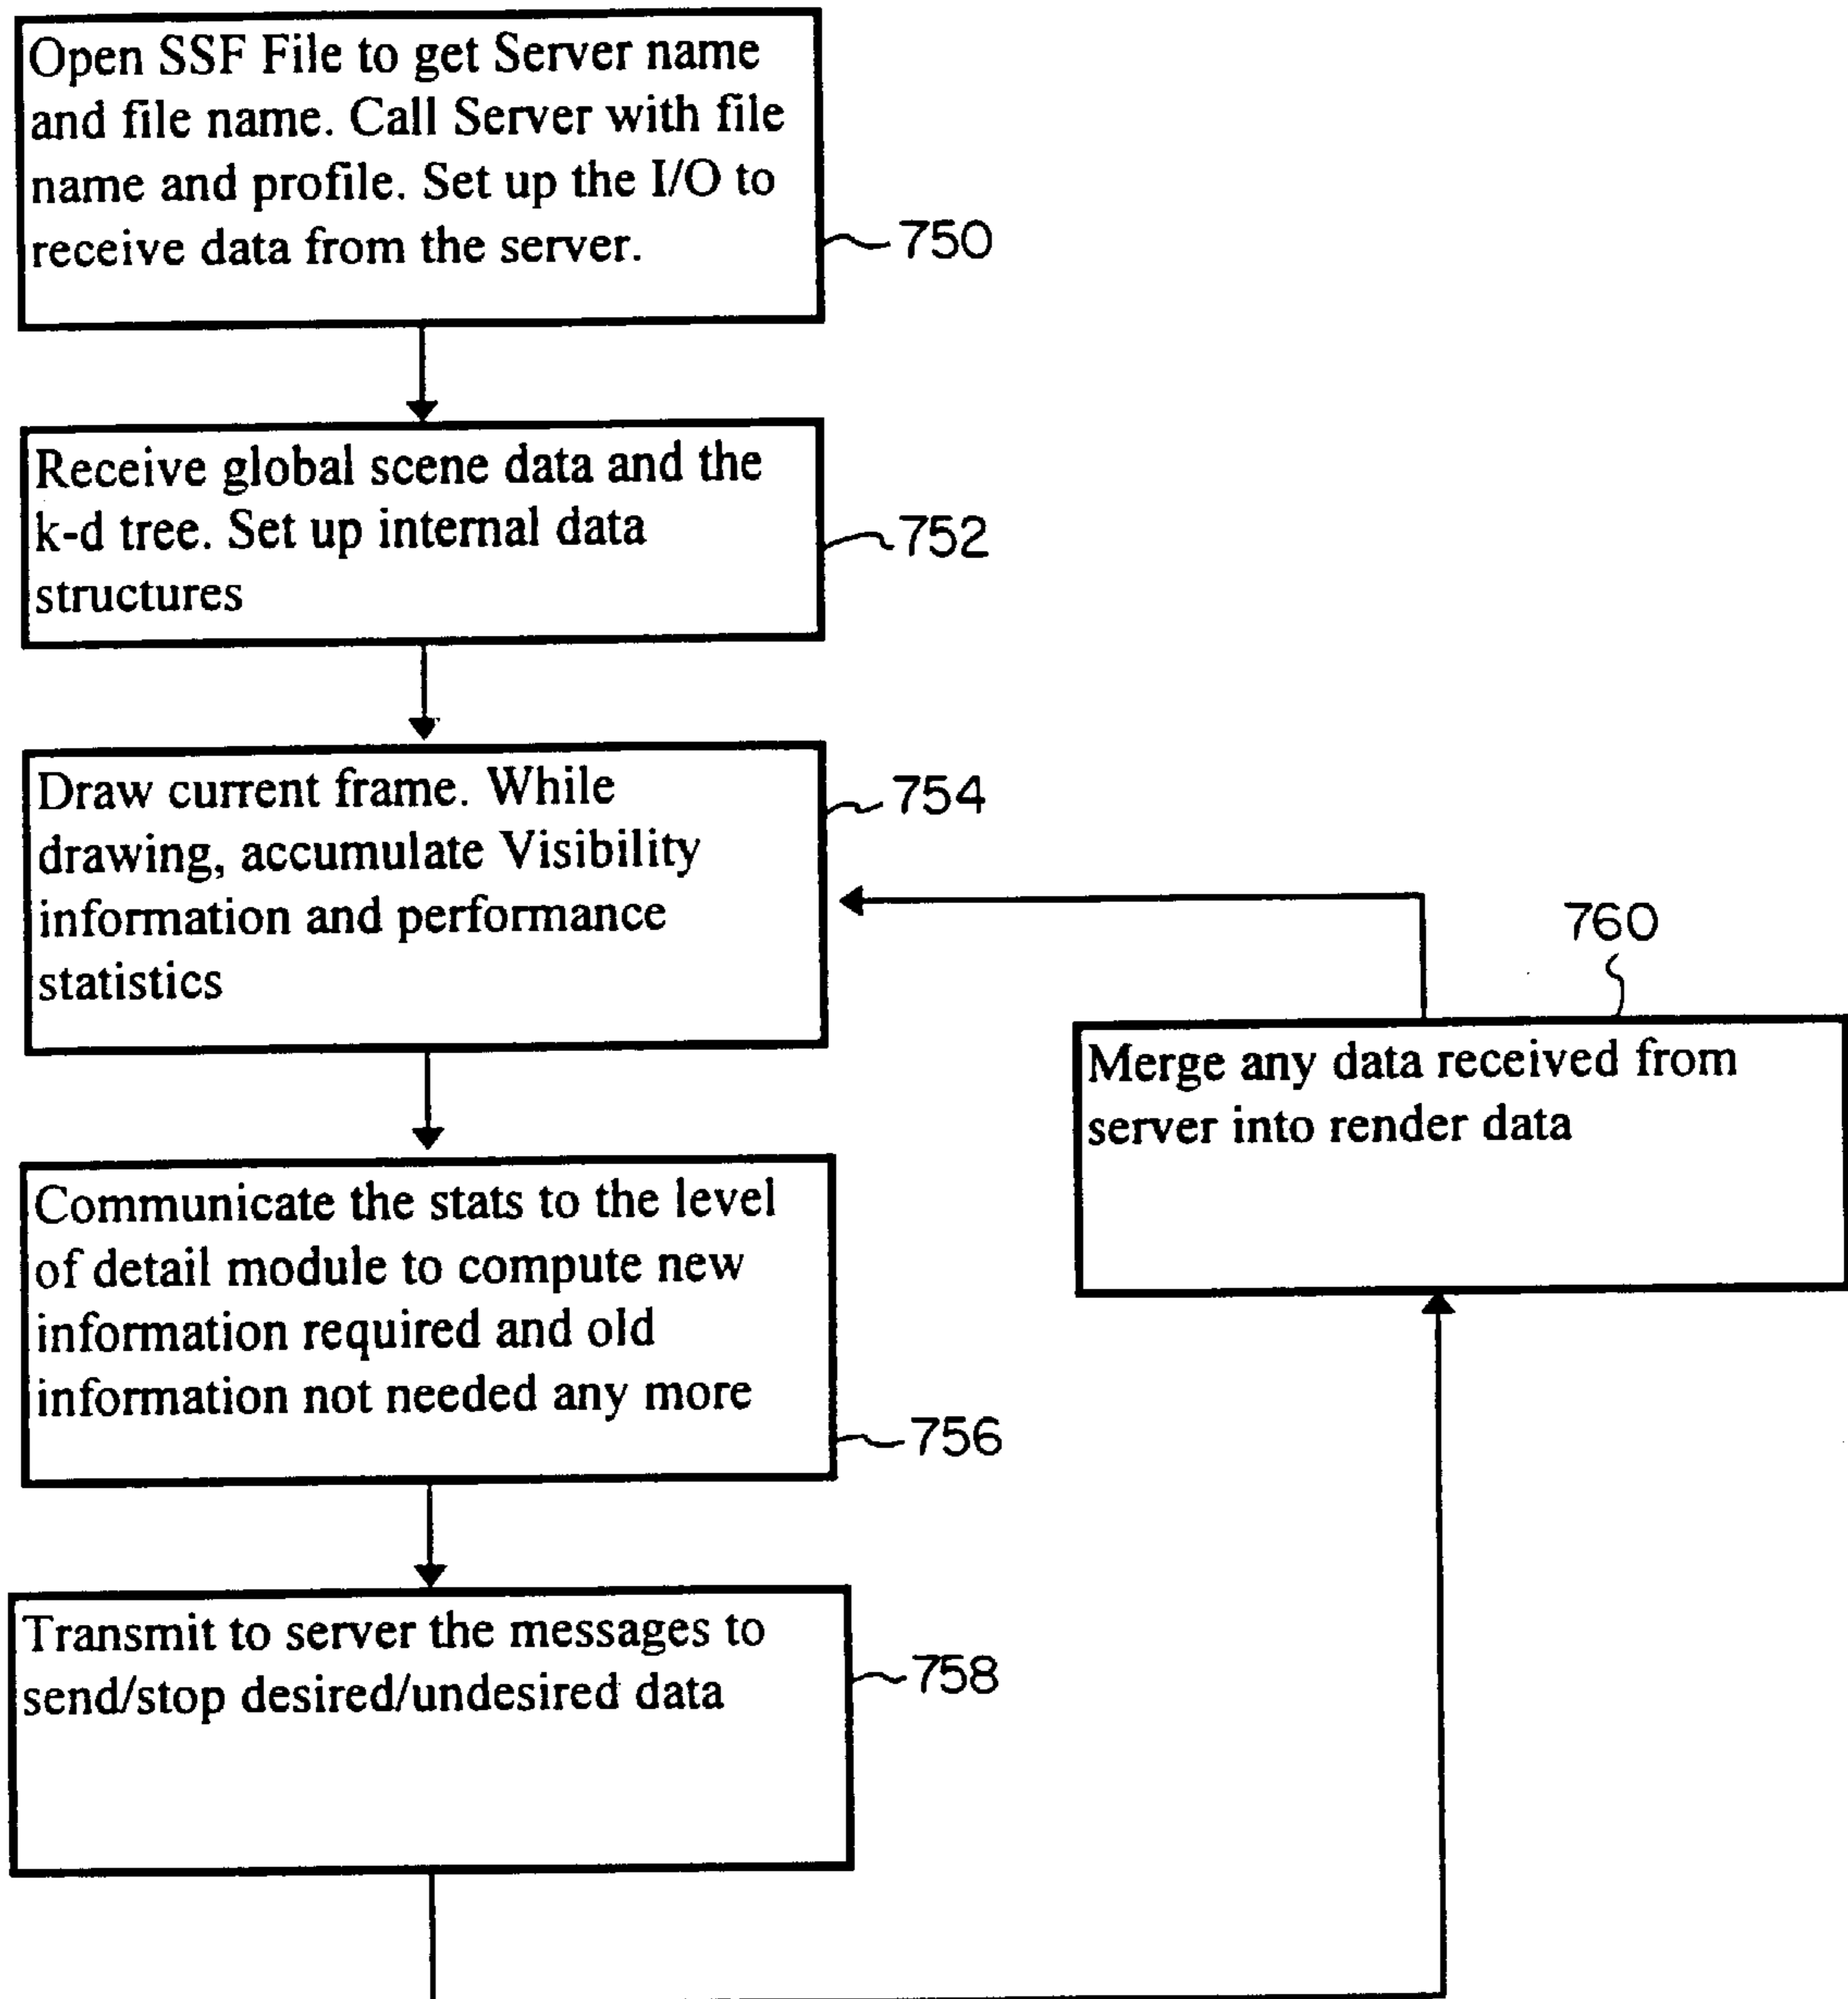 Open SSF File to get Server name
and file name. Call Server with file
name and profile. Set up the I/O to
receive data from the server.
750
Receive global scene data and the
k-d tree. Set up internal data
structures
752
Draw current frame. While
drawing, accumulate Visibility
information and performance
statistics
754
760
Merge any data received from
server into render data
Communicate the stats to the level
of detail module to compute new
information required and old
information not needed any more
756
Transmit to server the messages to
send/stop desired/undesired data
758